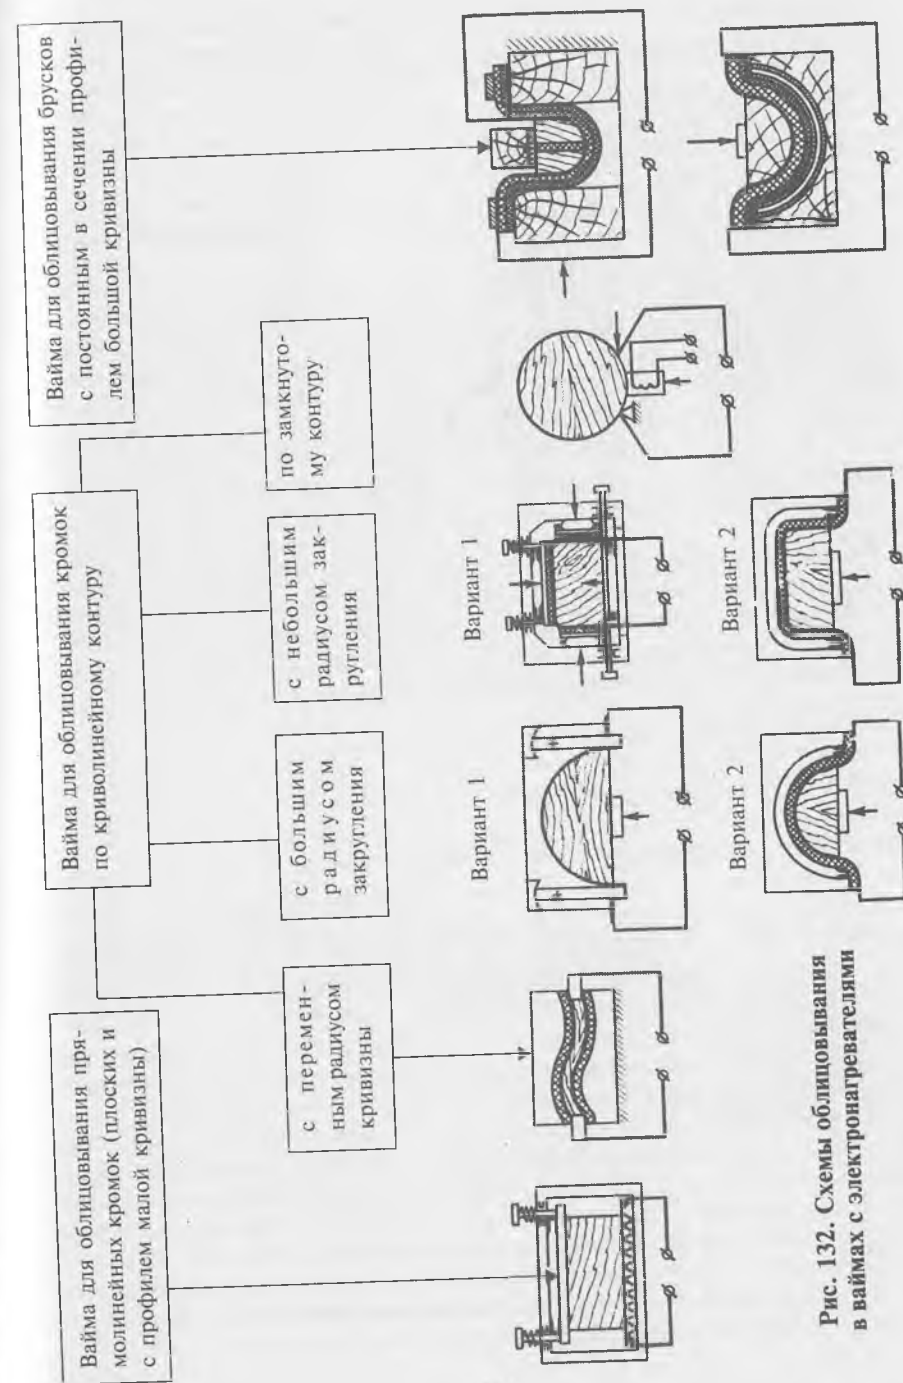 Вайма для облицовывания пря-
молинейных кромок (плоских и
с профилем малой кривизны)
Вайма для облицовывания кромок
по криволинейному контуру
Вайма для облицовывания брусков
с постоянным в сечении профи-
лем большой кривизны
с перемен-
ным радиусом
кривизны
с большим
радиусом
закругления
с небольшим
радиусом зак-
ругления
по замкнуто-
му контуру
Вариант 1
Вариант 1
Вариант 2
Вариант 2
Рис. 132. Схемы облицовывания
в ваймах с электронагревателями